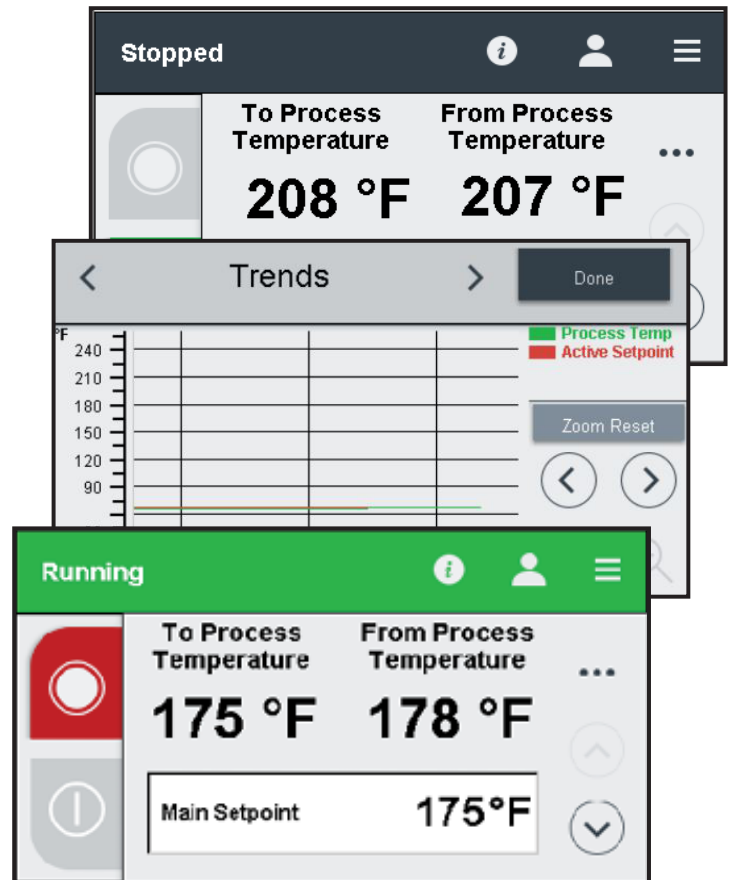 Stopped
i
To Process From Process
Temperature Temperature
208 °F 207 °F
Trends
Done
°F
240
210
180
150
120
90
Process Temp
Active Setpoint
Zoom Reset
Running
i
To Process From Process
Temperature Temperature
175 °F 178 °F
Main Setpoint 175°F